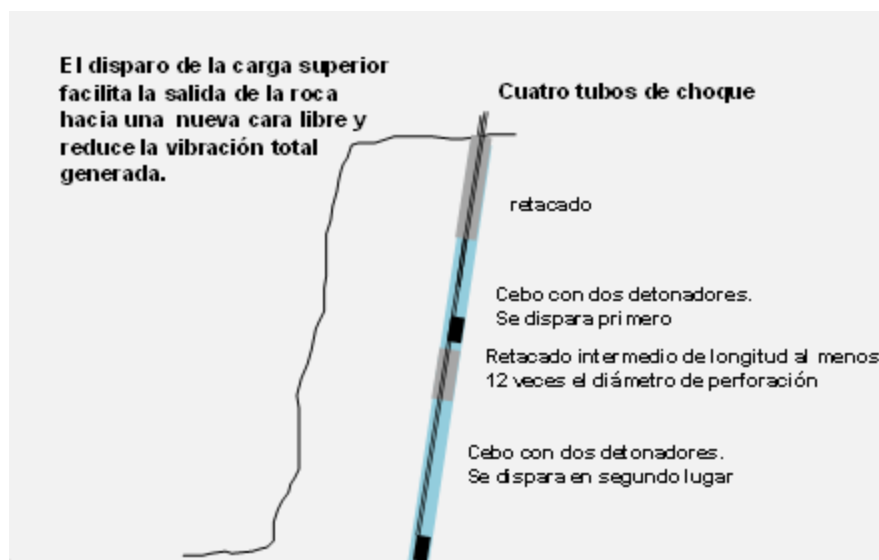 El disparo de la carga superior
facilita la salida de la roca
hacia una nueva cara libre y
reduce la vibración total
generada.
Cuatro tubos de choque
retacado
Cebo con dos detonadores.
Se dispara primero
Retacado intermedio de longitud al menos
12 veces el diámetro de perforación
Cebo con dos detonadores.
Se dispara en segundo lugar